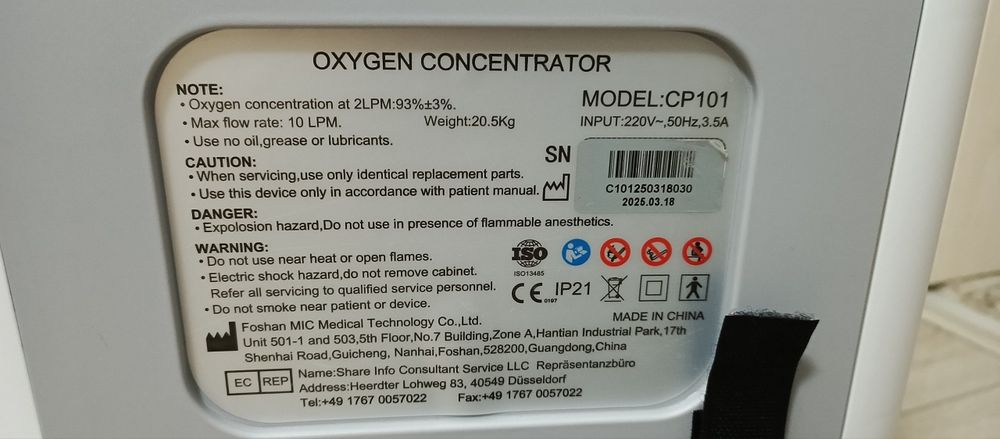 OXYGEN CONCENTRATOR
NOTE:
• Oxygen concentration at 2LPM:93%±3%.
• Max flow rate: 10 LPM. Weight:20.5Kg
• Use no oil,grease or lubricants.
MODEL:CP101
INPUT:220V~,50Hz,3.5A
CAUTION:
• When servicing,use only identical replacement parts.
• Use this device only in accordance with patient manual.
SN
C101250318030
2025.03.18
DANGER:
• Expolosion hazard,Do not use in presence of flammable anesthetics.
WARNING:
• Do not use near heat or open flames.
• Electric shock hazard,do not remove cabinet.
Refer all servicing to qualified service personnel.
• Do not smoke near patient or device.
ISO
ISO13485
CE 0197 IP21
MADE IN CHINA
Foshan MIC Medical Technology Co.,Ltd.
Unit 501-1 and 503,5th Floor,No.7 Building,Zone A,Hantian Industrial Park,17th
Shenhai Road,Guicheng, Nanhai,Foshan,528200,Guangdong,China
EC REP
Name:Share Info Consultant Service LLC Repräsentanzbüro
Address:Heerdter Lohweg 83, 40549 Düsseldorf
Tel:+49 1767 0057022 Fax:+49 1767 0057022